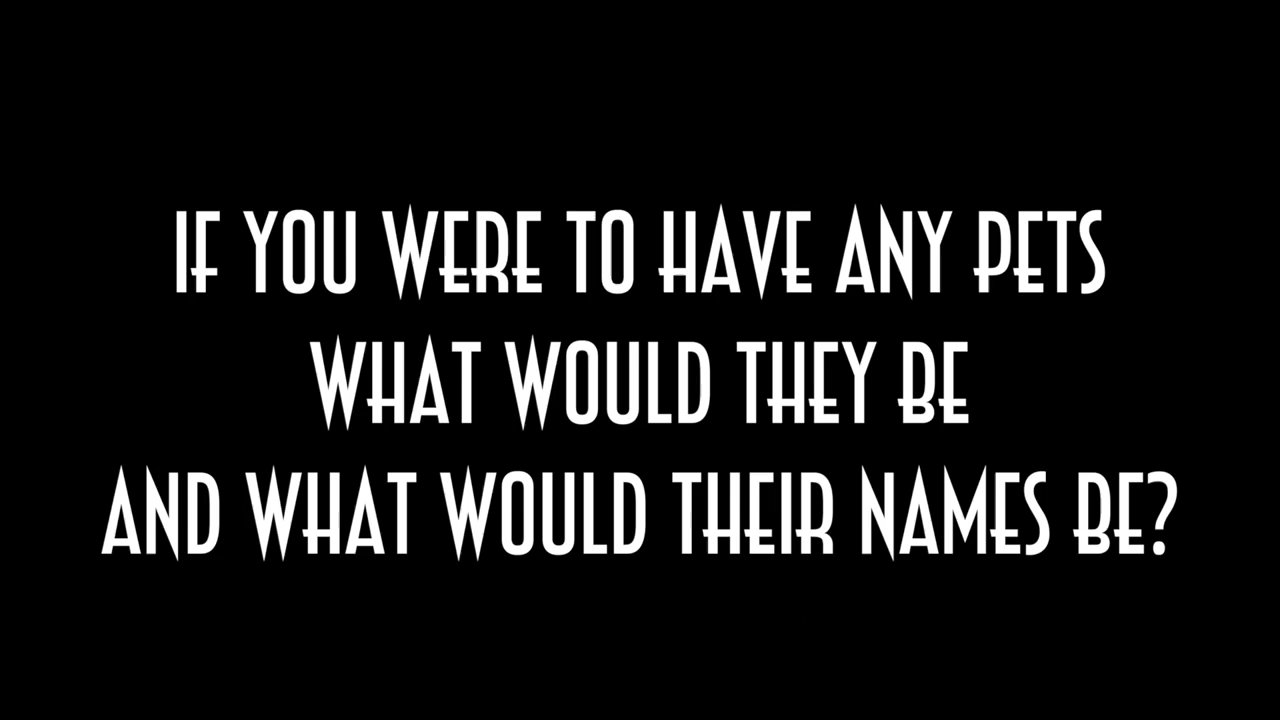 IF YOU WERE TO HAVE ANY PETS
WHAT WOULD THEY BE
AND WHAT WOULD THEIR NAMES BE?